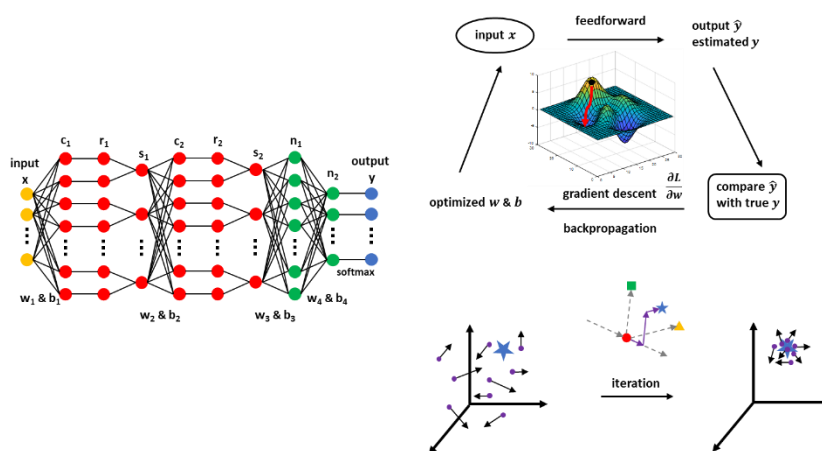 input
x
c₁
r₁
s₁
c₂
r₂
s₂
n₁
n₂
output
y
softmax
w₁ & b₁
w₂ & b₂
w₃ & b₃
w₄ & b₄
input x
feedforward
output ŷ
estimated y
optimized w & b
gradient descent ∂L/∂w
backpropagation
compare ŷ
with true y
iteration